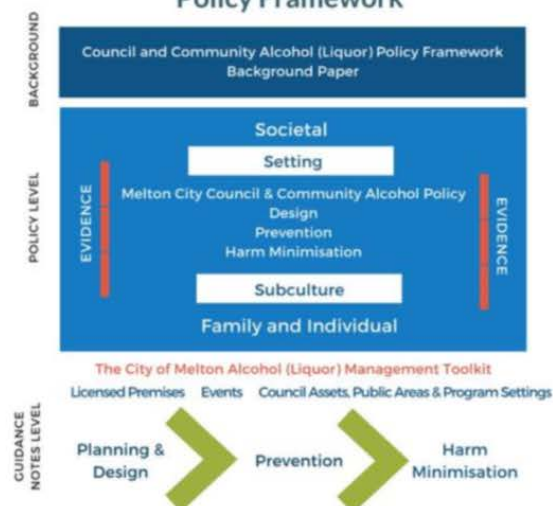 Policy Framework
BACKGROUND
Council and Community Alcohol (Liquor) Policy Framework
Background Paper
POLICY LEVEL
EVIDENCE
Societal
Setting
Melton City Council & Community Alcohol Policy
Design
Prevention
Harm Minimisation
Subculture
Family and Individual
EVIDENCE
The City of Melton Alcohol (Liquor) Management Toolkit
Licensed Premises Events Council Assets, Public Areas & Program Settings
GUIDANCE
NOTES LEVEL
Planning &
Design
Prevention
Harm
Minimisation